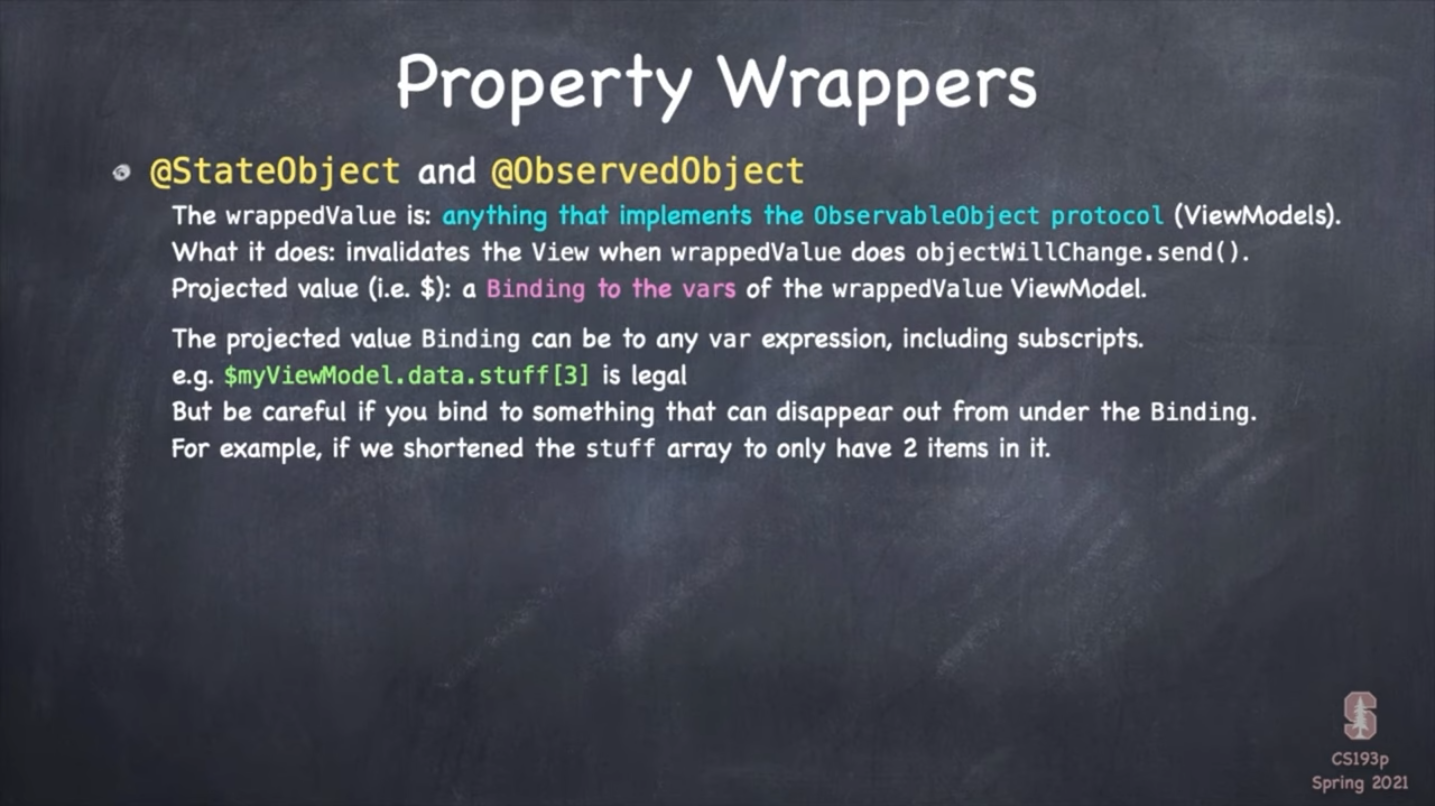 Property Wrappers
@StateObject and @ObservedObject
The wrappedValue is: anything that implements the ObservableObject protocol (ViewModels).
What it does: invalidates the View when wrappedValue does objectWillChange.send().
Projected value (i.e. $): a Binding to the vars of the wrappedValue ViewModel.
The projected value Binding can be to any var expression, including subscripts.
e.g. $myViewModel.data.stuff[3] is legal
But be careful if you bind to something that can disappear out from under the Binding.
For example, if we shortened the stuff array to only have 2 items in it.
S
CS193p
Spring 2021